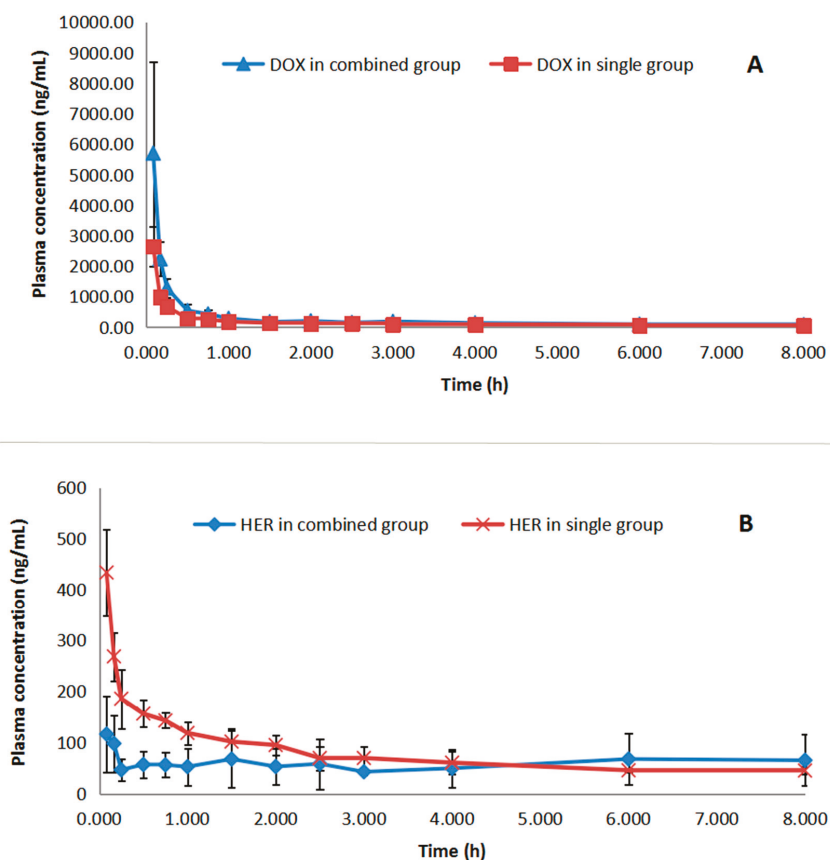 10000.00
9000.00
8000.00
7000.00
6000.00
5000.00
4000.00
3000.00
2000.00
1000.00
0.00
Plasma concentration (ng/mL)
DOX in combined group DOX in single group A
0.000 1.000 2.000 3.000 4.000 5.000 6.000 7.000 8.000
Time (h)
600
500
400
300
200
100
0
Plasma concentration (ng/mL)
HER in combined group HER in single group B
0.000 1.000 2.000 3.000 4.000 5.000 6.000 7.000 8.000
Time (h)